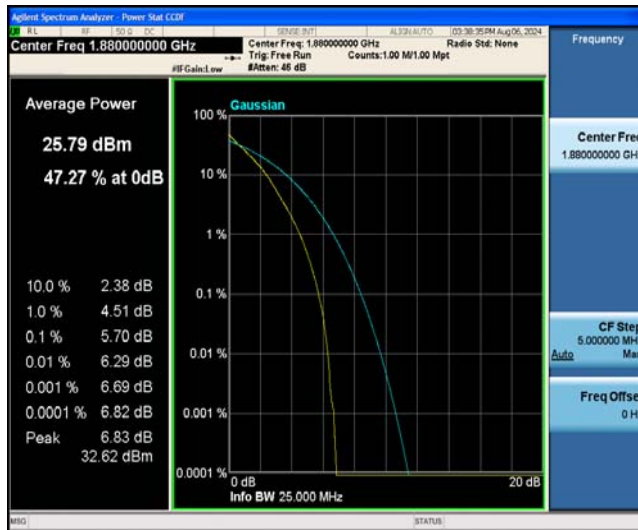 Agilent Spectrum Analyzer - Power Stat CCDF
RL RF 50 Ω DC SENSE:INT ALIGN AUTO 03:38:35 PM Aug 06, 2024
Center Freq 1.880000000 GHz
Center Freq: 1.880000000 GHz Radio Std: None
Trig: Free Run Counts:1.00 M/1.00 Mpt
#IFGain:Low #Atten: 46 dB
Frequency
Average Power
25.79 dBm
47.27 % at 0dB
10.0 % 2.38 dB
1.0 % 4.51 dB
0.1 % 5.70 dB
0.01 % 6.29 dB
0.001 % 6.69 dB
0.0001 % 6.82 dB
Peak 6.83 dB
32.62 dBm
Gaussian
100 %
10 %
1 %
0.1 %
0.01 %
0.001 %
0.0001 %
0 dB 20 dB
Info BW 25.000 MHz
Center Fre
1.880000000 GH
CF Step
5.000000 MH
Auto Ma
Freq Offse
0 H
MSG STATUS